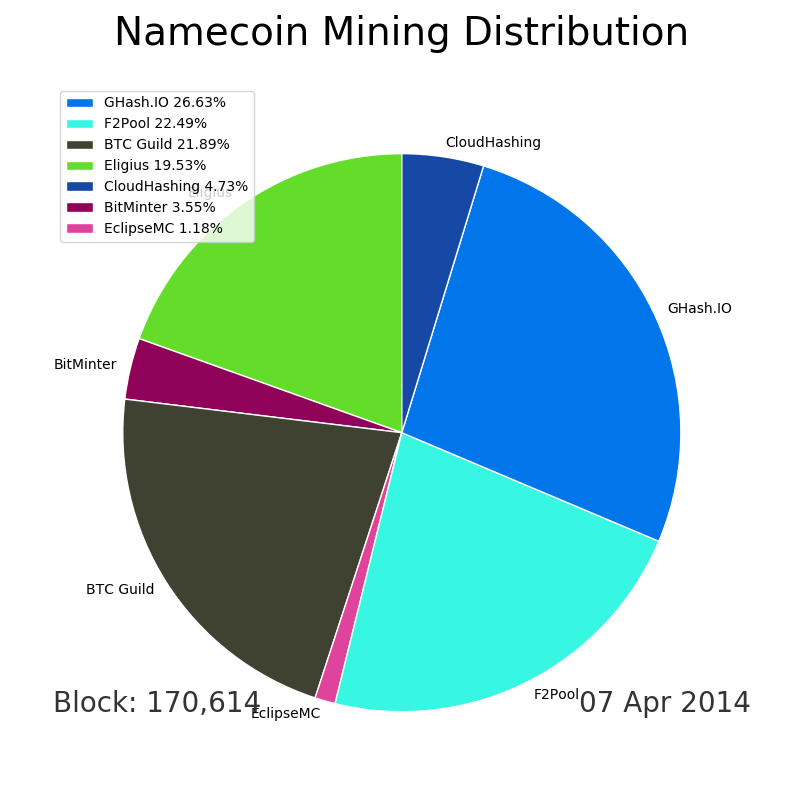 Namecoin Mining Distribution
GHash.IO 26.63%
F2Pool 22.49%
BTC Guild 21.89%
Eligius 19.53%
CloudHashing 4.73%
BitMinter 3.55%
EclipseMC 1.18%
CloudHashing
Eligius
GHash.IO
BitMinter
BTC Guild
F2Pool
EclipseMC
Block: 170,614
07 Apr 2014